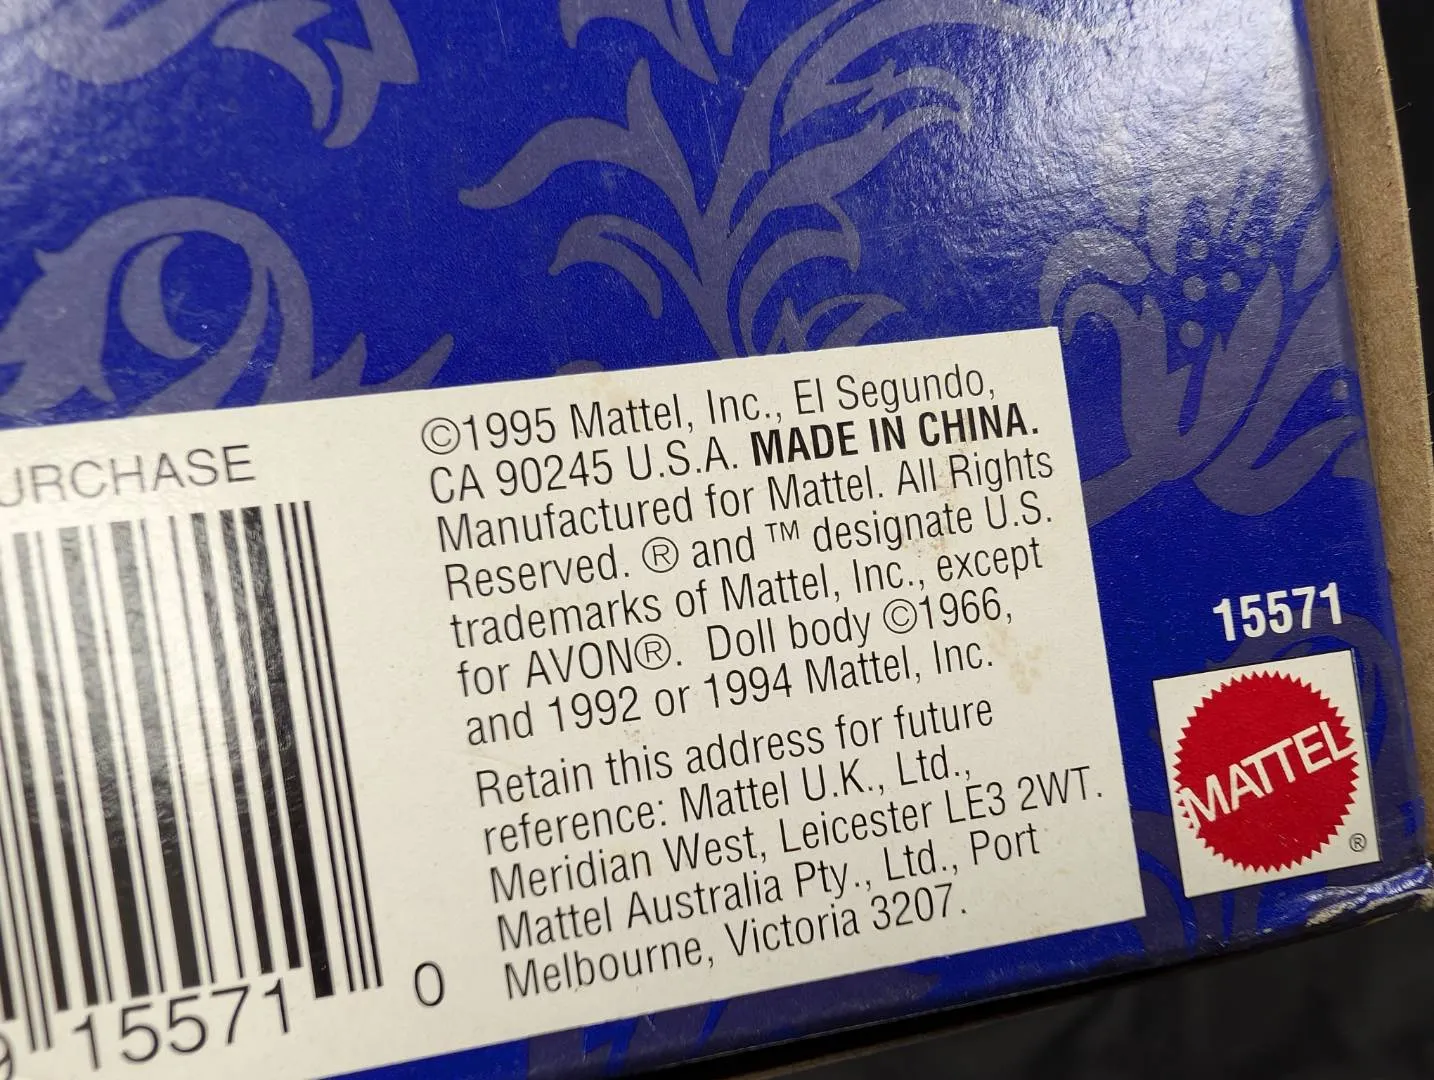 URCHASE
9 15571 0
©1995 Mattel, Inc., El Segundo,
CA 90245 U.S.A. MADE IN CHINA.
Manufactured for Mattel. All Rights
Reserved. ® and ™ designate U.S.
trademarks of Mattel, Inc., except
for AVON®. Doll body ©1966,
and 1992 or 1994 Mattel, Inc.
Retain this address for future
reference: Mattel U.K., Ltd.,
Meridian West, Leicester LE3 2WT.
Mattel Australia Pty., Ltd., Port
Melbourne, Victoria 3207.
15571
MATTEL
®